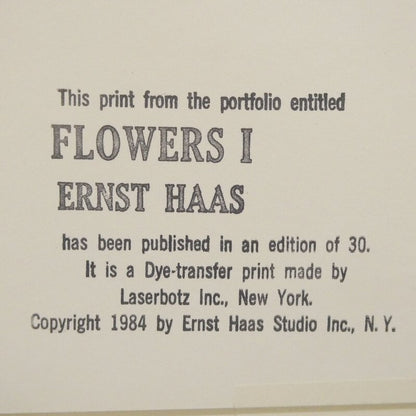 This print from the portfolio entitled
FLOWERS I
ERNST HAAS
has been published in an edition of 30.
It is a Dye-transfer print made by
Laserbotz Inc., New York.
Copyright 1984 by Ernst Haas Studio Inc., N. Y.